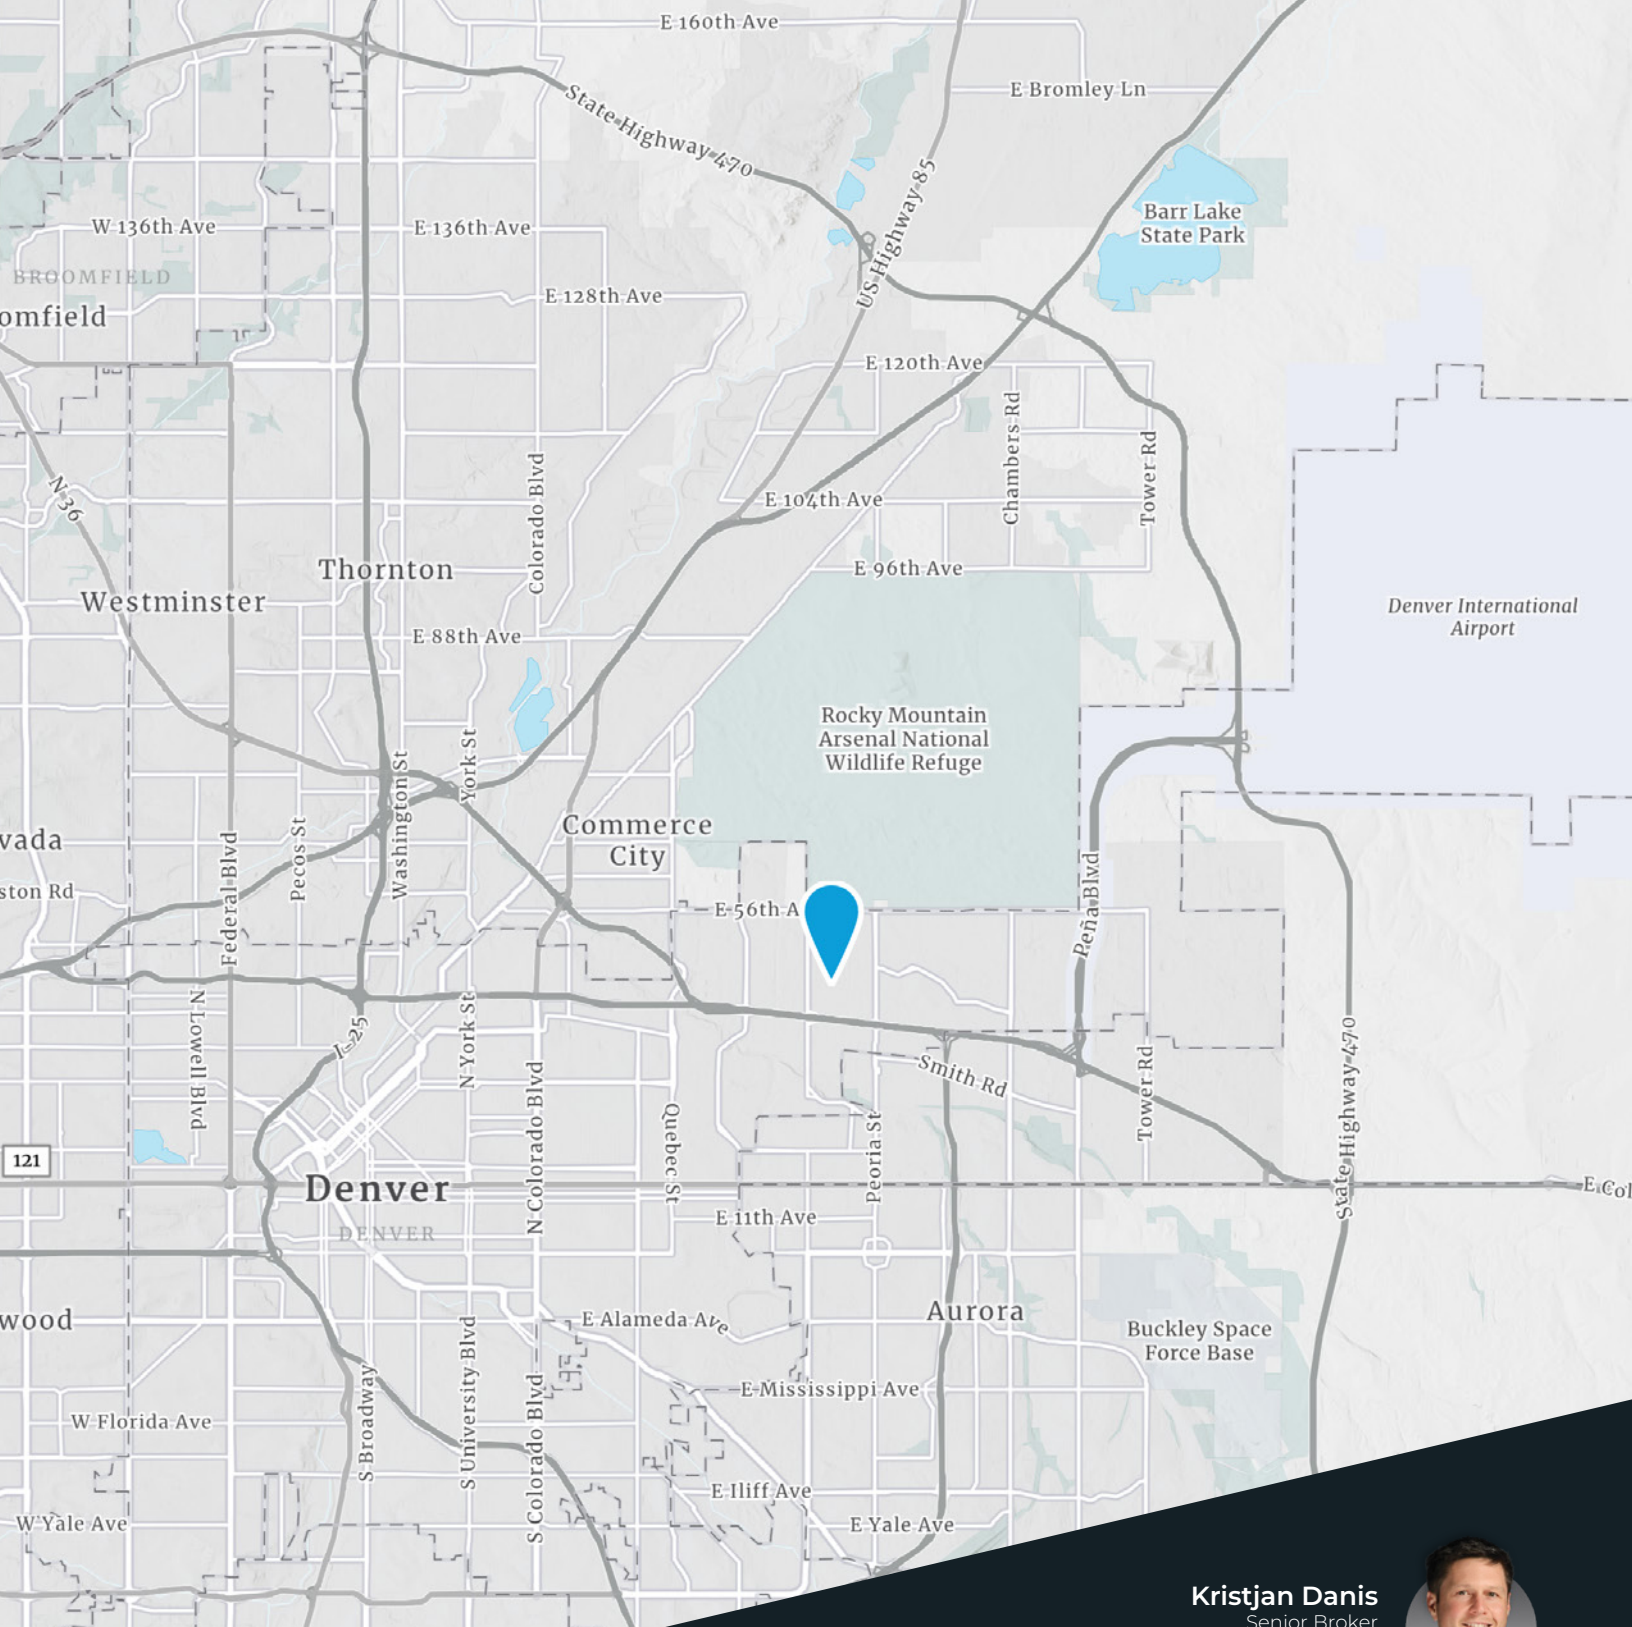 E 160th Ave
E Bromley Ln
State Highway 470
US Highway 85
Barr Lake
State Park
W 136th Ave
E 136th Ave
BROOMFIELD
omfield
E 128th Ave
E 120th Ave
Chambers Rd
Tower Rd
N 36
Colorado Blvd
E 104th Ave
Thornton
E 96th Ave
Westminster
Denver International
Airport
E 88th Ave
Rocky Mountain
Arsenal National
Wildlife Refuge
York St
Washington St
Commerce
City
vada
Pecos St
Federal Blvd
ston Rd
Peña Blvd
E 56th A
N Lowell Blvd
I-25
N York St
N Colorado Blvd
Smith Rd
Tower Rd
State Highway 470
Quebec St
Peoria St
121
Denver
E Col
E 11th Ave
DENVER
wood
E Alameda Ave
Aurora
Buckley Space
Force Base
S University Blvd
S Broadway
S Colorado Blvd
E Mississippi Ave
W Florida Ave
E Iliff Ave
W Yale Ave
E Yale Ave
Kristjan Danis
Senior Broker